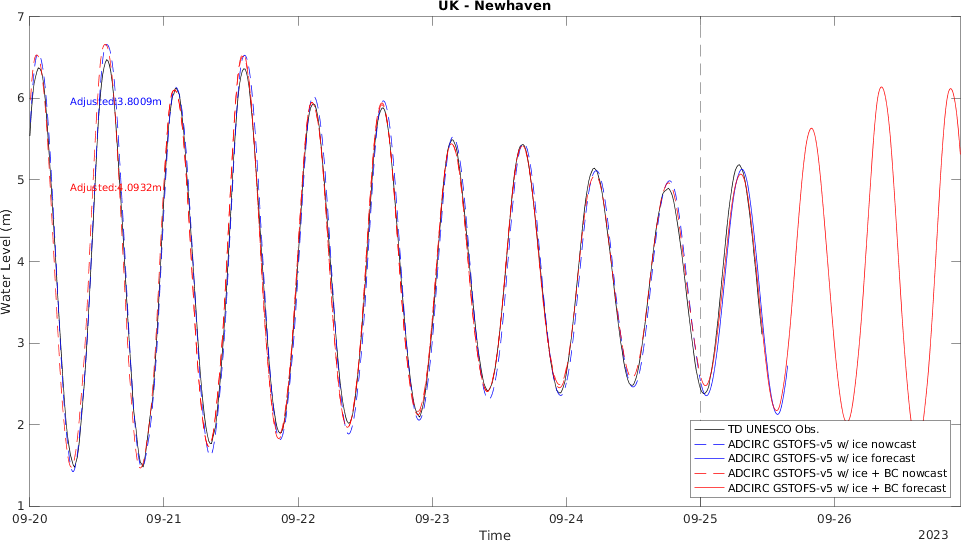 UK - Newhaven
7
6
5
4
3
2
1
Water Level (m)
Adjusted:3.8009m
Adjusted:4.0932m
TD UNESCO Obs.
ADCIRC GSTOFS-v5 w/ ice nowcast
ADCIRC GSTOFS-v5 w/ ice forecast
ADCIRC GSTOFS-v5 w/ ice + BC nowcast
ADCIRC GSTOFS-v5 w/ ice + BC forecast
09-20 09-21 09-22 09-23 09-24 09-25 09-26
Time
2023